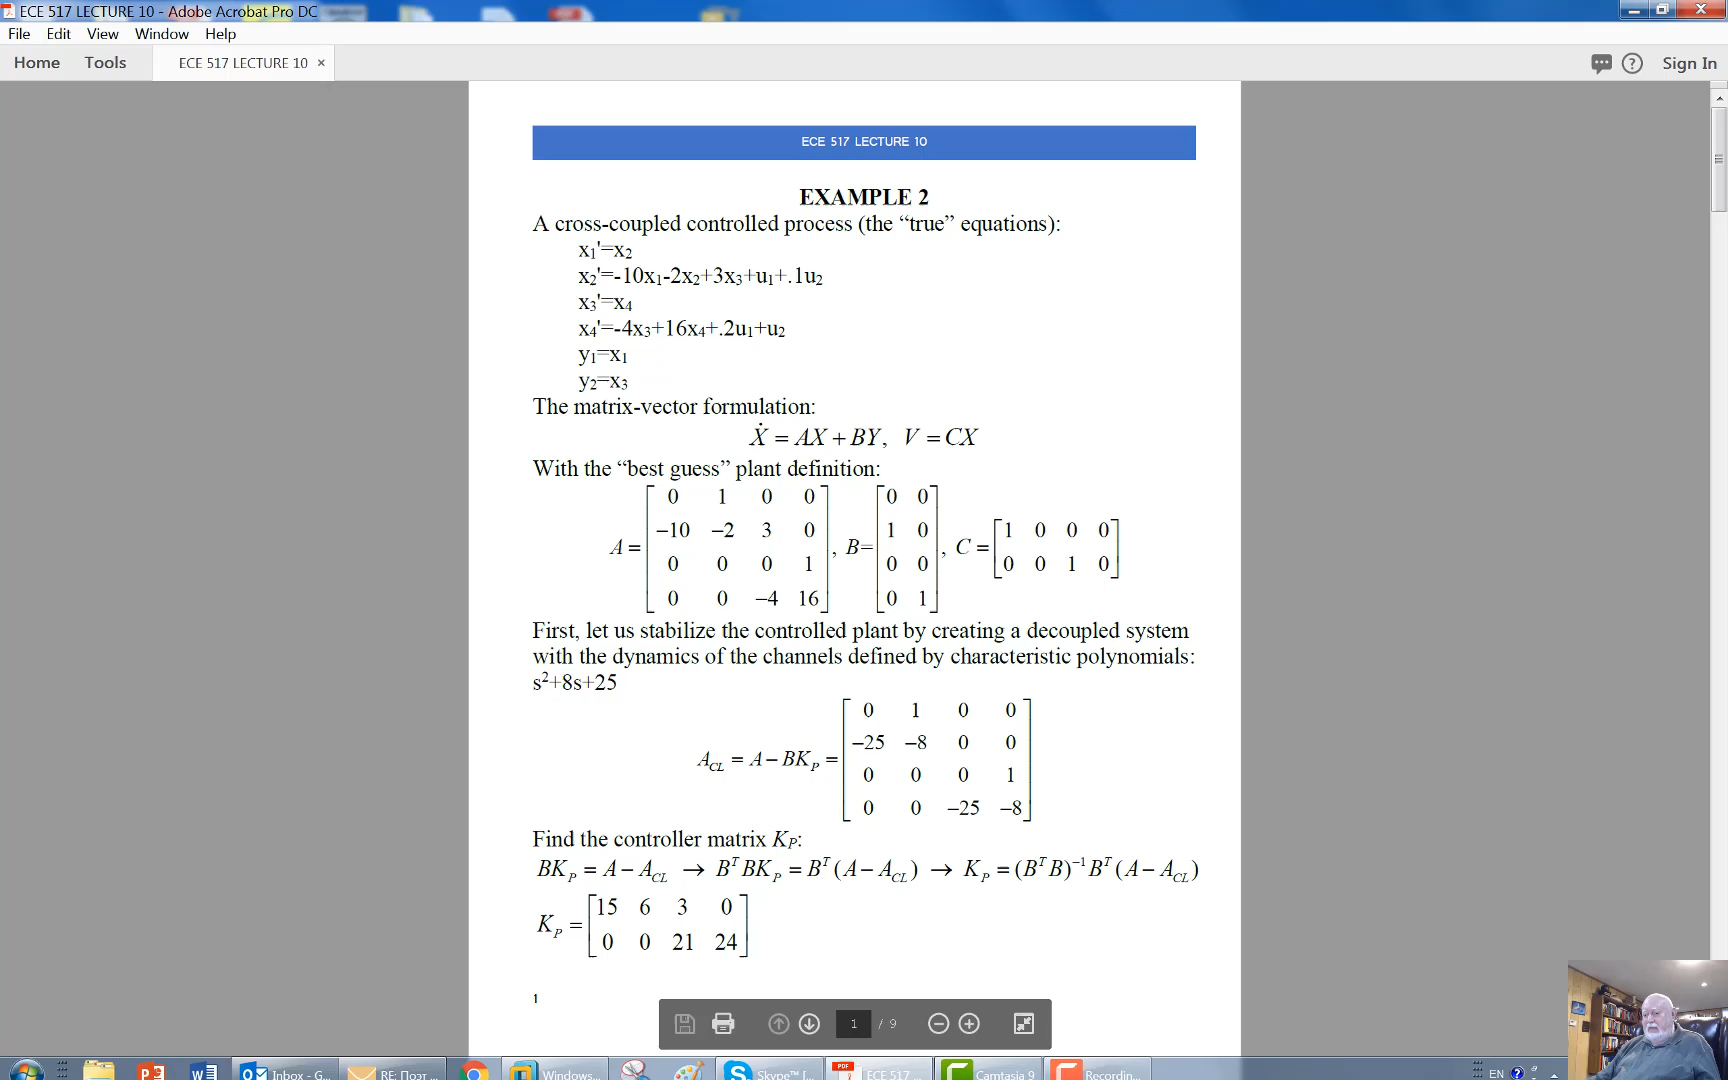 ECE 517 LECTURE 10 - Adobe Acrobat Pro DC
File Edit View Window Help
Home Tools ECE 517 LECTURE 10 × Sign In
ECE 517 LECTURE 10
EXAMPLE 2
A cross-coupled controlled process (the “true” equations):
x₁'=x₂
x₂'=-10x₁-2x₂+3x₃+u₁+.1u₂
x₃'=x₄
x₄'=-4x₃+16x₄+.2u₁+u₂
y₁=x₁
y₂=x₃
The matrix-vector formulation:
Ẋ = AX + BY, V = CX
With the “best guess” plant definition:
A = [0 1 0 0; −10 −2 3 0; 0 0 0 1; 0 0 −4 16], B= [0 0; 1 0; 0 0; 0 1], C = [1 0 0 0; 0 0 1 0]
First, let us stabilize the controlled plant by creating a decoupled system
with the dynamics of the channels defined by characteristic polynomials:
s²+8s+25
A_CL = A − BK_P = [0 1 0 0; −25 −8 0 0; 0 0 0 1; 0 0 −25 −8]
Find the controller matrix K_P:
BK_P = A − A_CL → BᵀBK_P = Bᵀ(A − A_CL) → K_P = (BᵀB)⁻¹Bᵀ(A − A_CL)
K_P = [15 6 3 0; 0 0 21 24]
1
1 / 9
Inbox - G... RE: Поэт ... Windows... Skype™ f... ECE 517 ... Camtasia 9 Recordin... EN